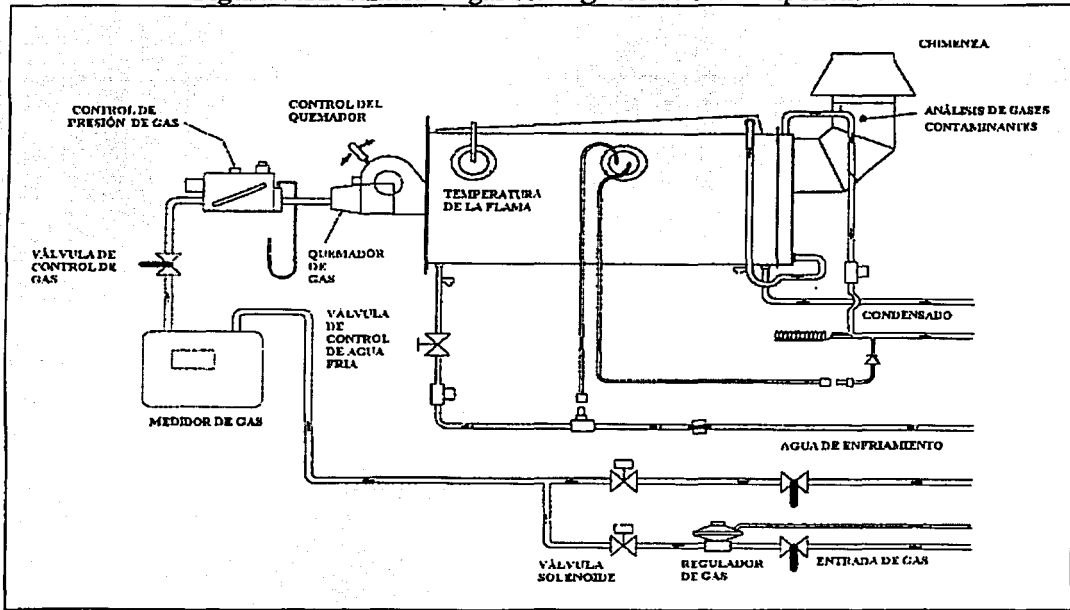 CHIMENEA
CONTROL DE
PRESIÓN DE GAS
CONTROL DEL
QUEMADOR
ANÁLISIS DE GASES
CONTAMINANTES
TEMPERATURA
DE LA FLAMA
VÁLVULA DE
CONTROL DE
GAS
QUEMADOR
DE
GAS
VÁLVULA
DE
CONTROL
DE AGUA
FRIA
CONDENSADO
MEDIDOR DE GAS
AGUA DE ENFRIAMIENTO
VÁLVULA
SOLENOIDE
REGULADOR
DE GAS
ENTRADA DE GAS